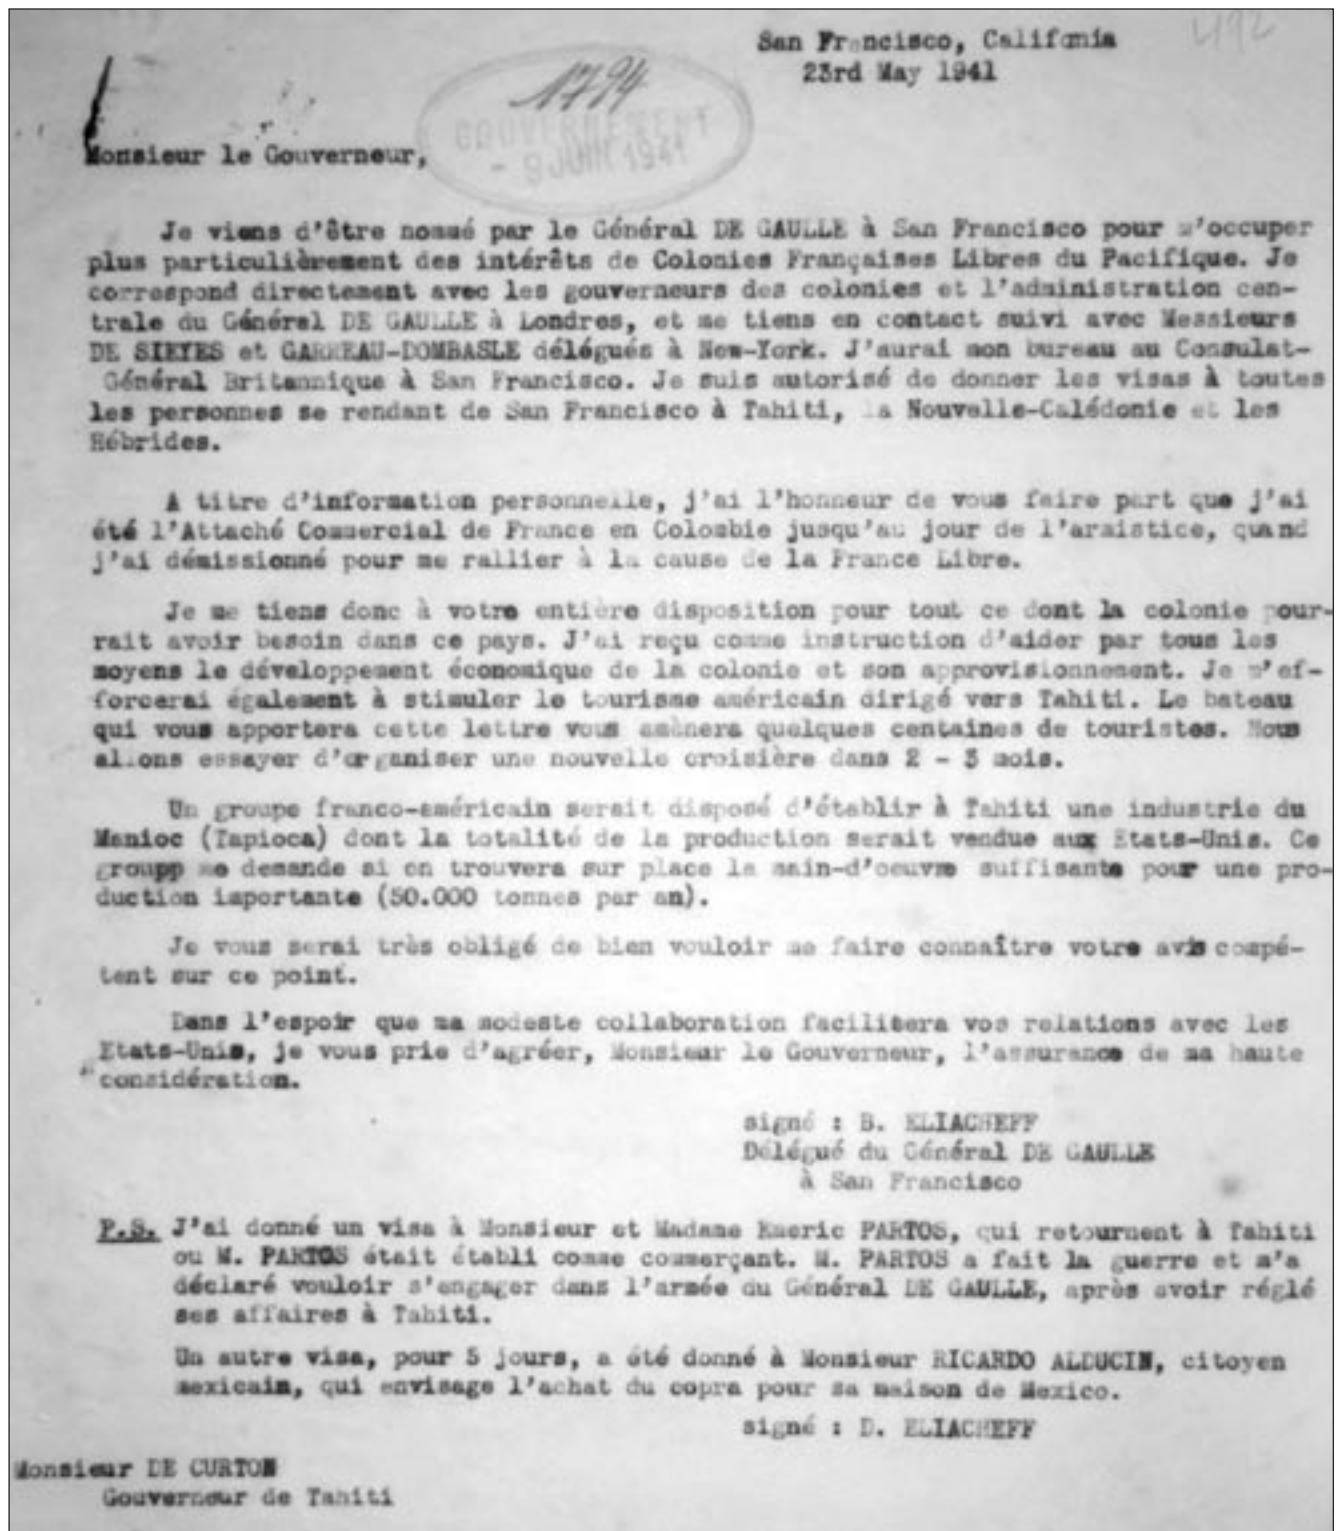 492
San Francisco, Califonia
23rd May 1941
1794
GOUVERNEMENT
- 9 JUIN 1941
Monsieur le Gouverneur,
Je viens d'être nommé par le Général DE GAULLE à San Francisco pour m'occuper
plus particulièrement des intérêts de Colonies Françaises Libres du Pacifique. Je
correspond directement avec les gouverneurs des colonies et l'administration cen-
trale du Général DE GAULLE à Londres, et me tiens en contact suivi avec Messieurs
DE SIEYES et GARREAU-DOMBASLE délégués à New-York. J'aurai mon bureau au Consulat-
Général Britannique à San Francisco. Je suis autorisé de donner les visas à toutes
les personnes se rendant de San Francisco à Tahiti, la Nouvelle-Calédonie et les
Hébrides.
A titre d'information personnelle, j'ai l'honneur de vous faire part que j'ai
été l'Attaché Commercial de France en Colombie jusqu'au jour de l'armistice, quand
j'ai démissionné pour me rallier à la cause de la France Libre.
Je me tiens donc à votre entière disposition pour tout ce dont la colonie pour-
rait avoir besoin dans ce pays. J'ai reçu comme instruction d'aider par tous les
moyens le développement économique de la colonie et son approvisionnement. Je m'ef-
forcerai également à stimuler le tourisme américain dirigé vers Tahiti. Le bateau
qui vous apportera cette lettre vous amènera quelques centaines de touristes. Nous
allons essayer d'organiser une nouvelle croisière dans 2 - 3 mois.
Un groupe franco-américain serait disposé d'établir à Tahiti une industrie du
Manioc (Tapioca) dont la totalité de la production serait vendue aux Etats-Unis. Ce
groupp me demande si on trouvera sur place la main-d'oeuvre suffisante pour une pro-
duction importante (50.000 tonnes par an).
Je vous serai très obligé de bien vouloir me faire connaître votre avis compé-
tent sur ce point.
Dans l'espoir que ma modeste collaboration facilitera vos relations avec les
Etats-Unis, je vous prie d'agréer, Monsieur le Gouverneur, l'assurance de ma haute
considération.
signé : B. ELIACHEFF
Délégué du Général DE GAULLE
à San Francisco
P.S. J'ai donné un visa à Monsieur et Madame Emeric PARTOS, qui retournent à Tahiti
ou M. PARTOS était établi comme commerçant. M. PARTOS a fait la guerre et m'a
déclaré vouloir s'engager dans l'armée du Général DE GAULLE, après avoir réglé
ses affaires à Tahiti.
Un autre visa, pour 5 jours, a été donné à Monsieur RICARDO ALDUCIN, citoyen
mexicain, qui envisage l'achat du copra pour sa maison de Mexico.
signé : D. ELIACHEFF
Monsieur DE CURTON
Gouverneur de Tahiti